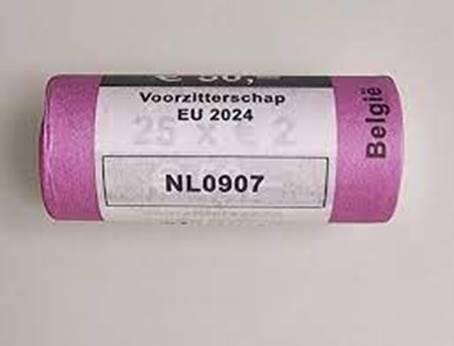 € 50,-
Voorzitterschap
EU 2024
25 x € 2
NL0907
België